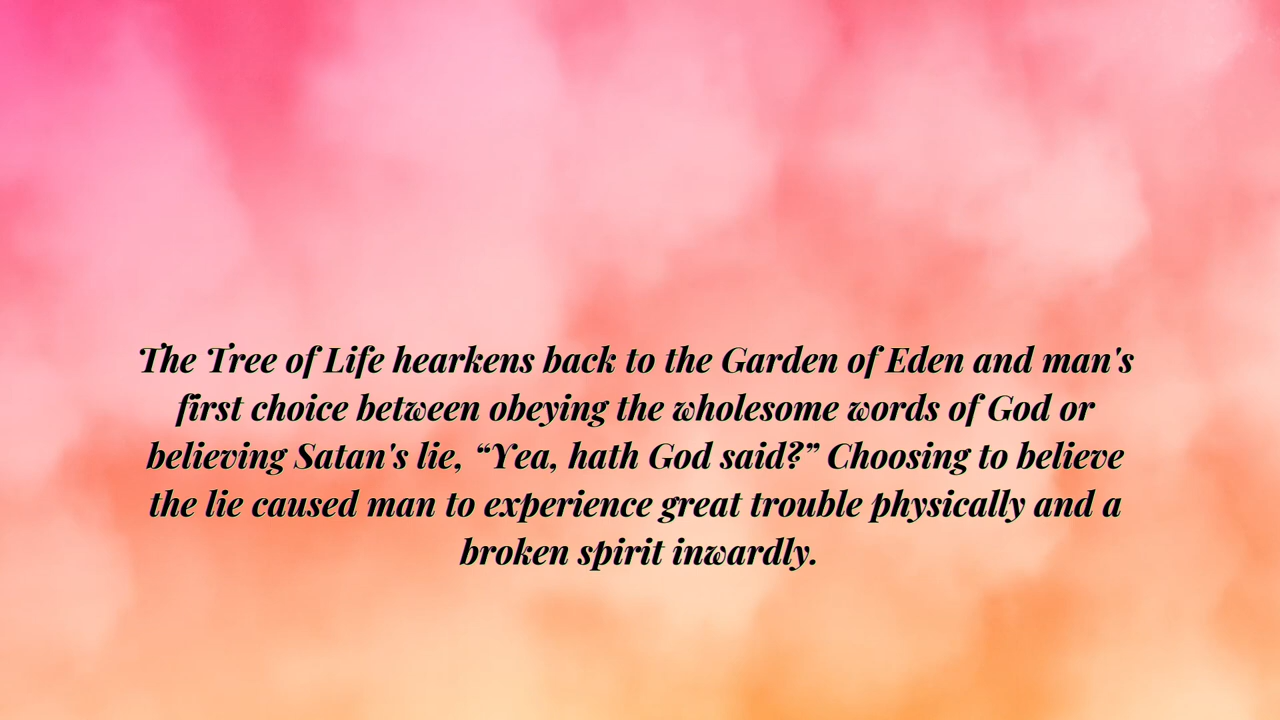 The Tree of Life hearkens back to the Garden of Eden and man's
first choice between obeying the wholesome words of God or
believing Satan's lie, “Yea, hath God said?” Choosing to believe
the lie caused man to experience great trouble physically and a
broken spirit inwardly.